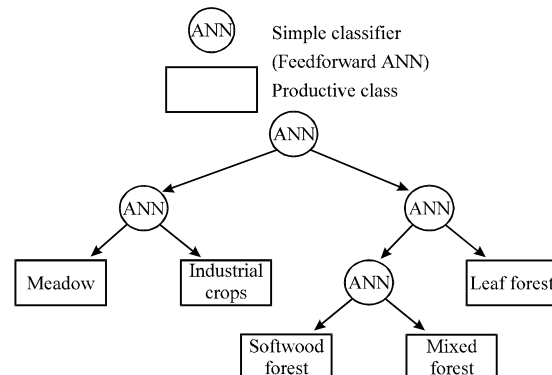 ANN
Simple classifier
(Feedforward ANN)
Productive class
ANN
ANN
ANN
Meadow
Industrial
crops
ANN
Leaf forest
Softwood
forest
Mixed
forest